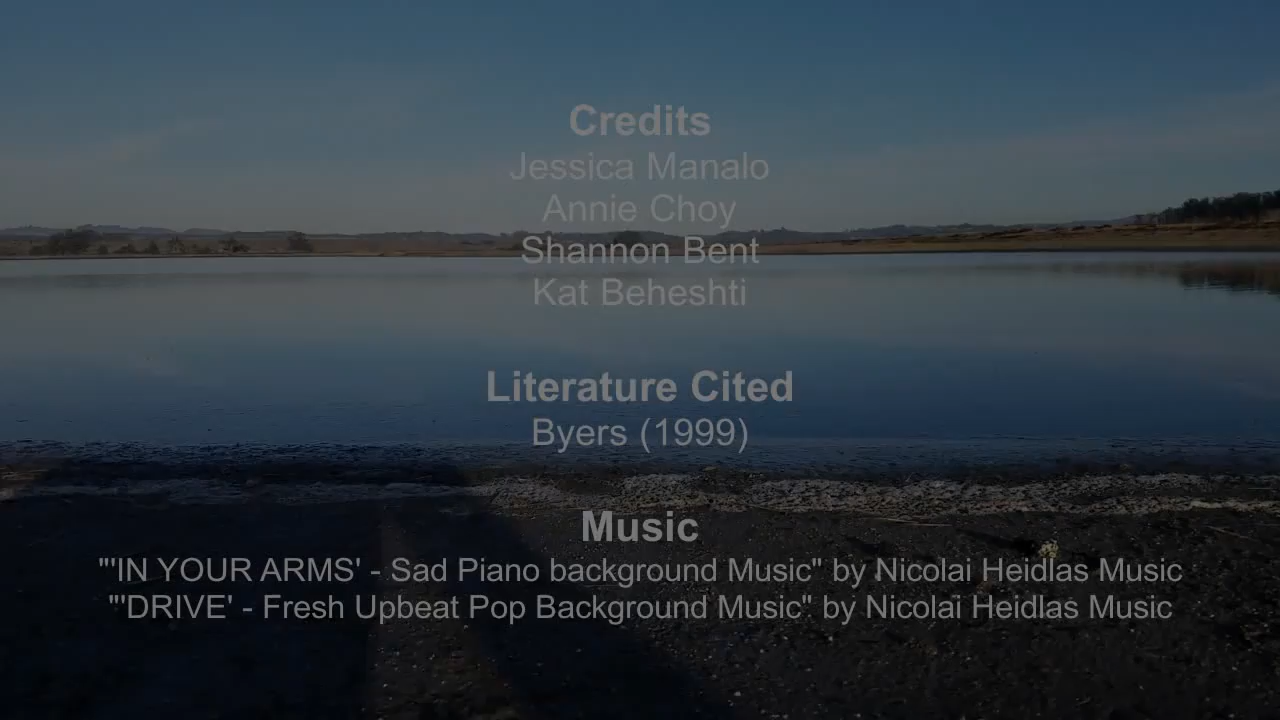 Credits
Jessica Manalo
Annie Choy
Shannon Bent
Kat Beheshti
Literature Cited
Byers (1999)
Music
"'IN YOUR ARMS' - Sad Piano background Music" by Nicolai Heidlas Music
"'DRIVE' - Fresh Upbeat Pop Background Music" by Nicolai Heidlas Music